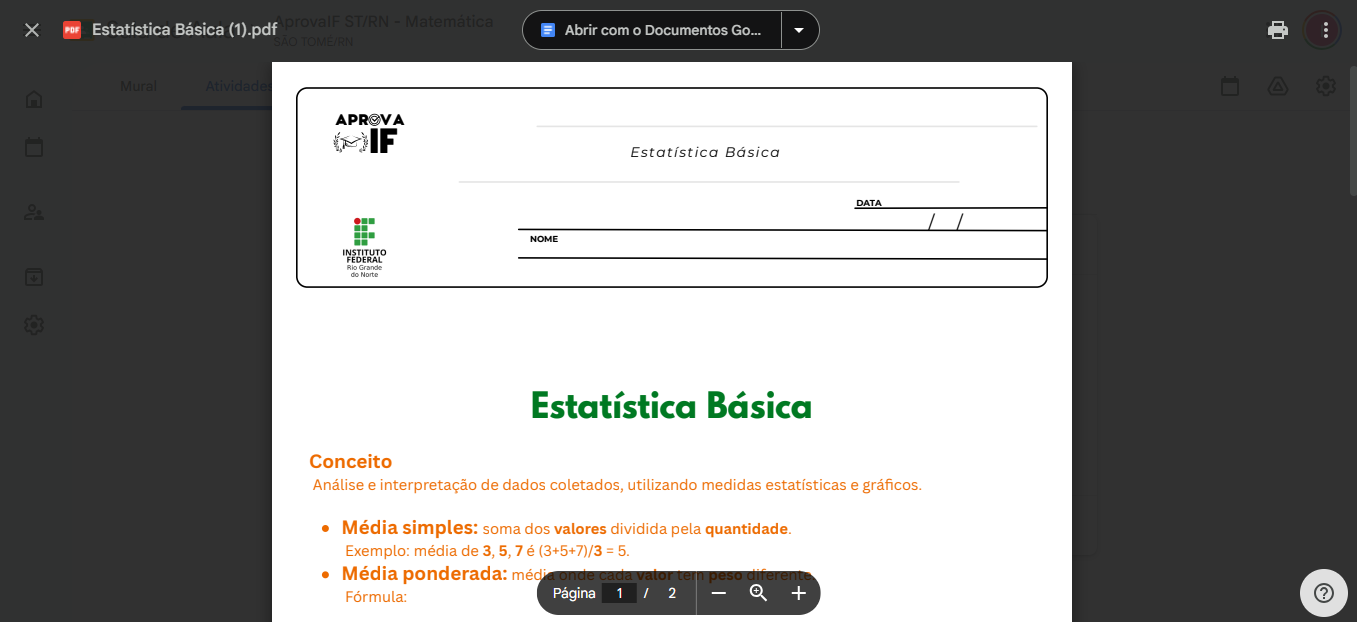 Estatística Básica (1).pdf
AprovaIF ST/RN - Matemática
SÃO TOMÉ/RN
Abrir com o Documentos Go...
Mural
Atividades
APROVA
IF
Estatística Básica
DATA
/ /
NOME
INSTITUTO
FEDERAL
Rio Grande
do Norte
Estatística Básica
Conceito
Análise e interpretação de dados coletados, utilizando medidas estatísticas e gráficos.
• Média simples: soma dos valores dividida pela quantidade.
Exemplo: média de 3, 5, 7 é (3+5+7)/3 = 5.
• Média ponderada: média onde cada valor tem peso diferente.
Fórmula:
Página 1 / 2